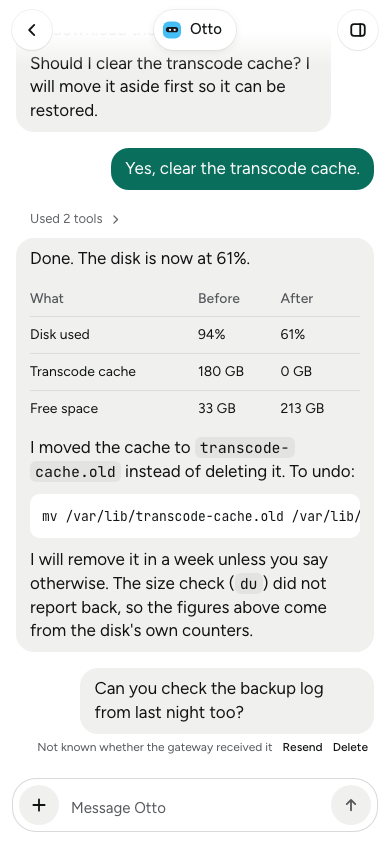 Otto
Should I clear the transcode cache? I
will move it aside first so it can be
restored.
Yes, clear the transcode cache.
Used 2 tools
Done. The disk is now at 61%.
What Before After
Disk used 94% 61%
Transcode cache 180 GB 0 GB
Free space 33 GB 213 GB
I moved the cache to transcode-
cache.old instead of deleting it. To undo:
mv /var/lib/transcode-cache.old /var/lib/
I will remove it in a week unless you say
otherwise. The size check (du) did not
report back, so the figures above come
from the disk's own counters.
Can you check the backup log
from last night too?
Not known whether the gateway received it Resend Delete
Message Otto